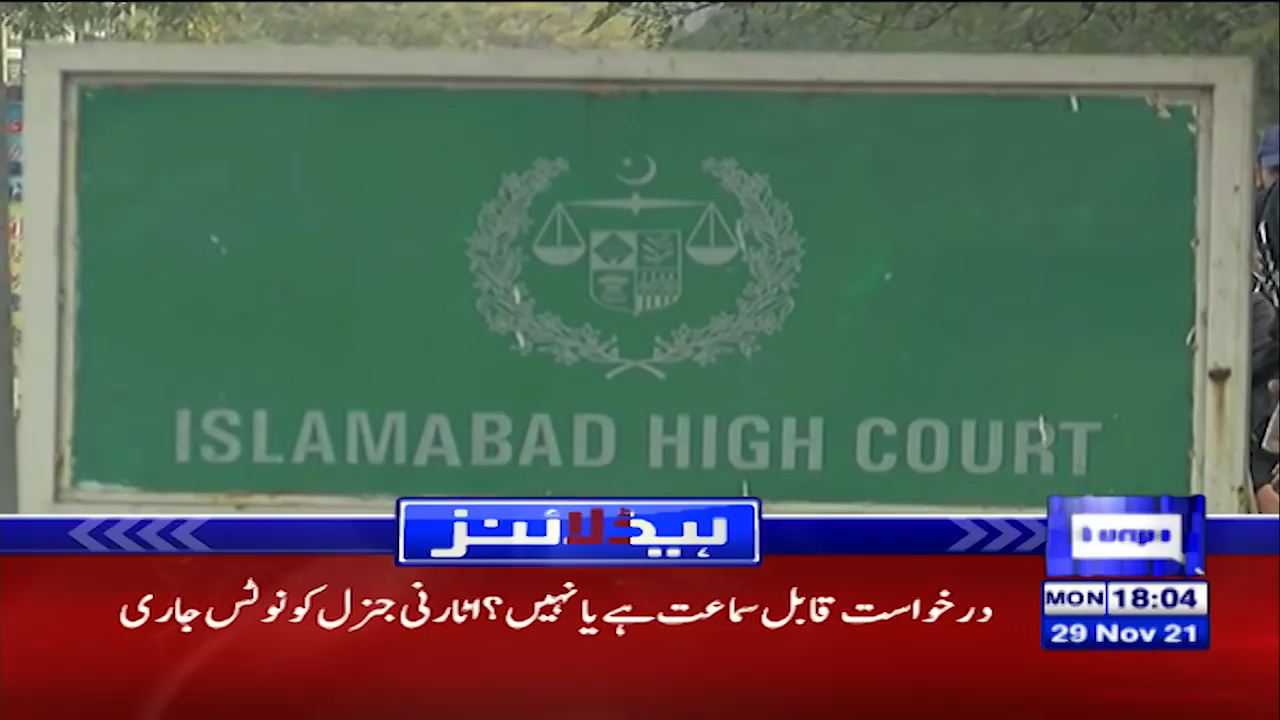 ISLAMABAD HIGH COURT
ہیڈلائنز
درخواست قابل سماعت ہے یا نہیں؟ اٹارنی جنرل کو نوٹس جاری
MON 18:04
29 Nov 21